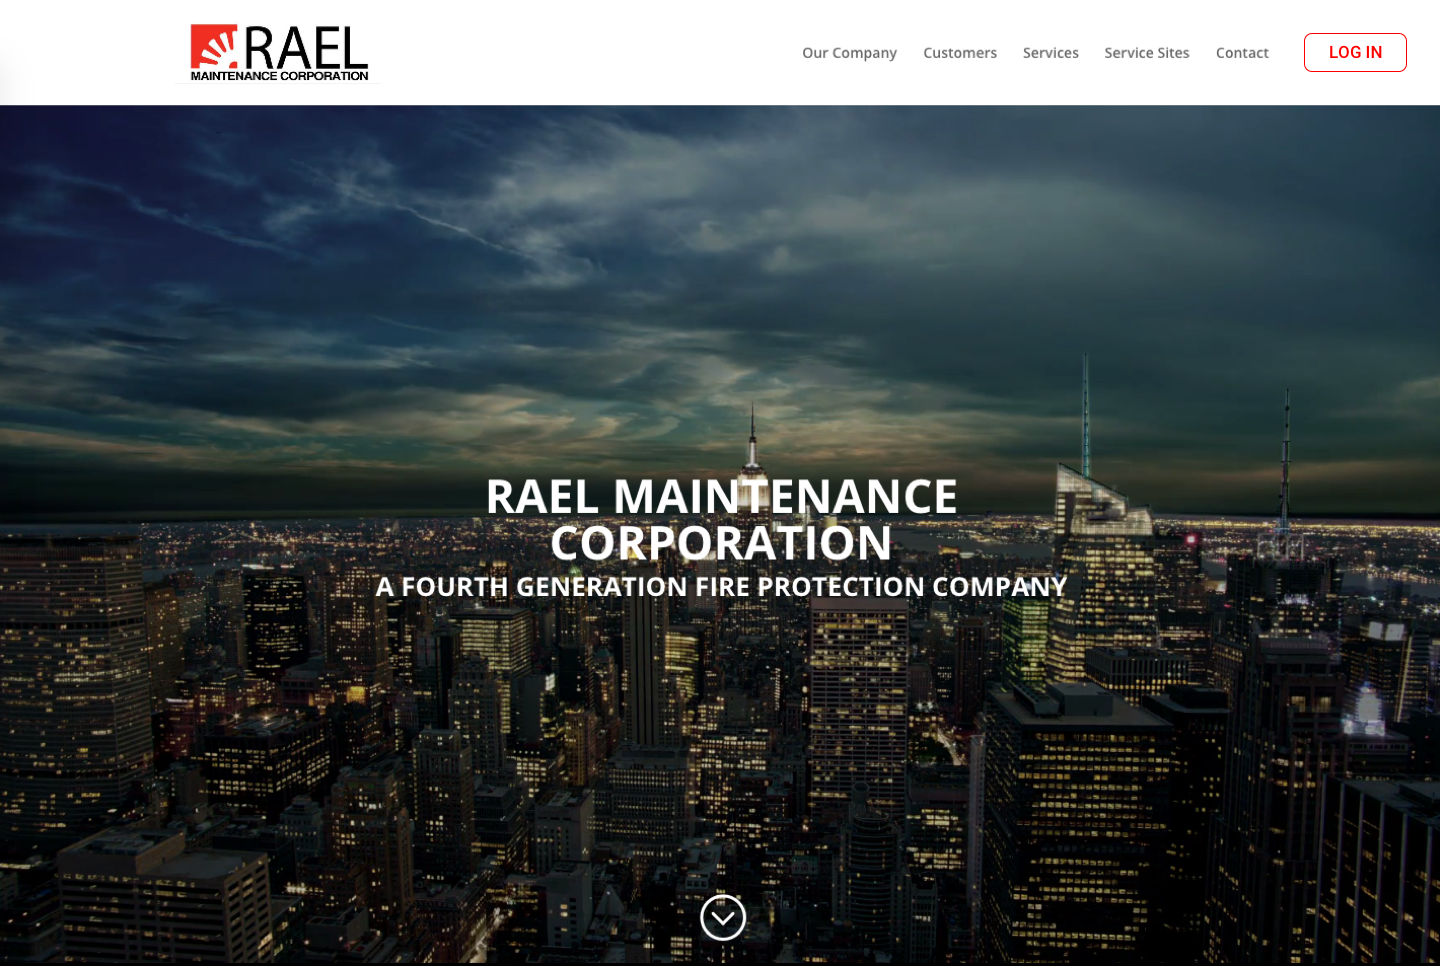 RAEL
MAINTENANCE CORPORATION
Our Company
Customers
Services
Service Sites
Contact
LOG IN
RAEL MAINTENANCE
CORPORATION
A FOURTH GENERATION FIRE PROTECTION COMPANY